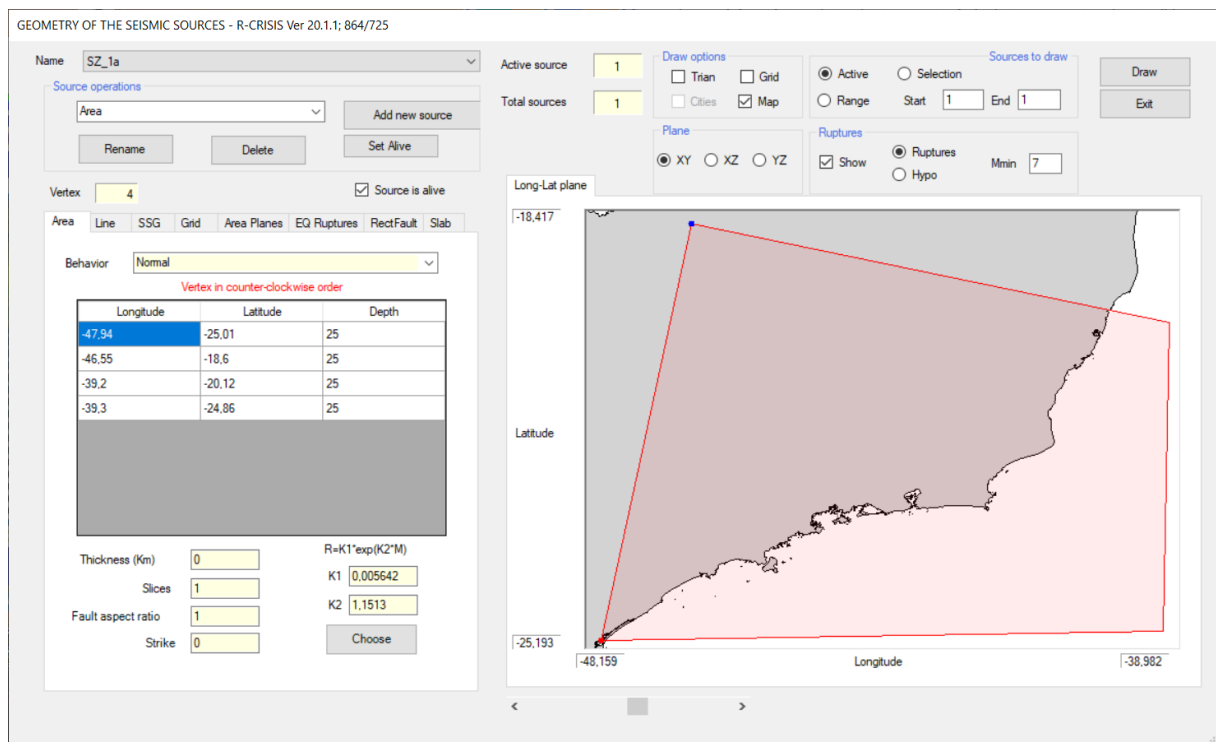 GEOMETRY OF THE SEISMIC SOURCES - R-CRISIS Ver 20.1.1; 864/725
Name SZ_1a
Source operations
Area Add new source
Rename Delete Set Alive
Vertex 4 Source is alive
Area Line SSG Grid Area Planes EQ Ruptures RectFault Slab
Behavior Normal
Vertex in counter-clockwise order
Longitude Latitude Depth
-47,94 -25,01 25
-46,55 -18,6 25
-39,2 -20,12 25
-39,3 -24,86 25
Thickness (Km) 0
Slices 1
Fault aspect ratio 1
Strike 0
R=K1*exp(K2*M)
K1 0,005642
K2 1,1513
Choose
Active source 1
Total sources 1
Draw options
Trian Grid
Cities Map
Sources to draw
Active Selection
Range Start 1 End 1
Draw
Exit
Plane
XY XZ YZ
Ruptures
Show Ruptures
Hypo
Mmin 7
Long-Lat plane
-18,417
Latitude
-25,193
-48,159 Longitude -38,982